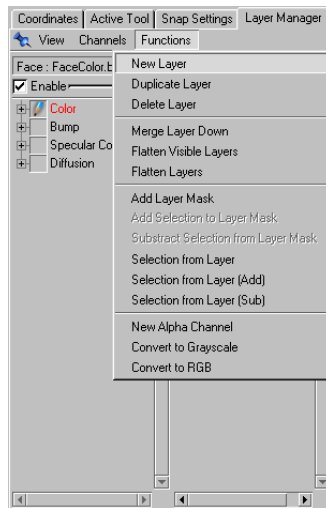 Coordinates Active Tool Snap Settings Layer Manager
View Channels Functions
Face : FaceColor.b
Enable
Color
Bump
Specular Co
Diffusion
New Layer
Duplicate Layer
Delete Layer
Merge Layer Down
Flatten Visible Layers
Flatten Layers
Add Layer Mask
Add Selection to Layer Mask
Substract Selection from Layer Mask
Selection from Layer
Selection from Layer (Add)
Selection from Layer (Sub)
New Alpha Channel
Convert to Grayscale
Convert to RGB